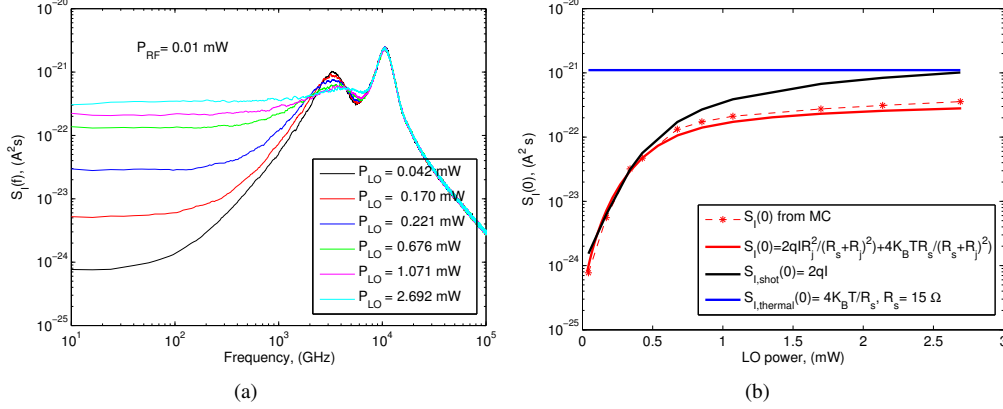 10^-20
10^-21
10^-22
10^-23
10^-24
10^-25
S_I(f), (A^2 s)
P_RF= 0.01 mW
P_LO = 0.042 mW
P_LO = 0.170 mW
P_LO = 0.221 mW
P_LO = 0.676 mW
P_LO = 1.071 mW
P_LO = 2.692 mW
10^1 10^2 10^3 10^4 10^5
Frequency, (GHz)
(a)
10^-20
10^-21
10^-22
10^-23
10^-24
10^-25
S_I(0), (A^2 s)
S_I(0) from MC
S_I(0)=2qIR_j^2/(R_s+R_j)^2)+4K_BTR_s/(R_s+R_j)^2)
S_I,shot(0)= 2qI
S_I,thermal(0)= 4K_BT/R_s, R_s = 15 Ω
0 0.5 1 1.5 2 2.5 3
LO power, (mW)
(b)